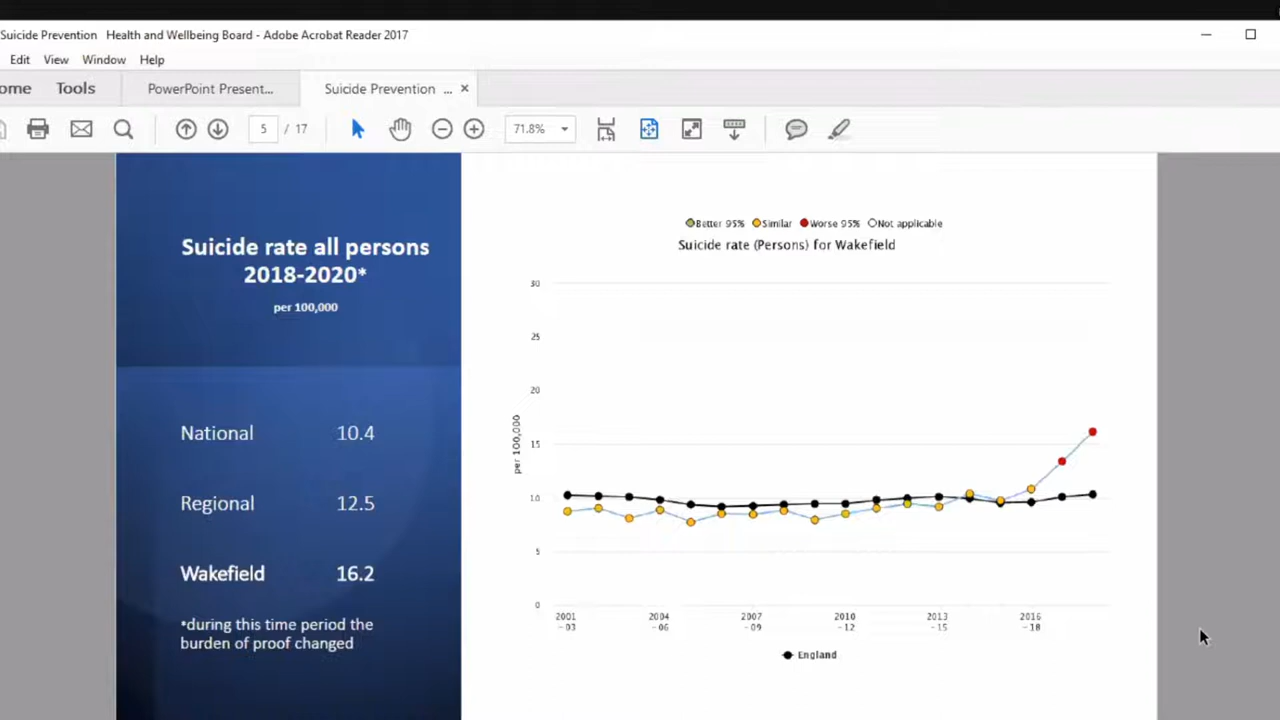 Suicide Prevention Health and Wellbeing Board - Adobe Acrobat Reader 2017
Edit View Window Help
ome Tools PowerPoint Present... Suicide Prevention ... ×
5 / 17 71.8%
Suicide rate all persons
2018-2020*
per 100,000
National 10.4
Regional 12.5
Wakefield 16.2
*during this time period the
burden of proof changed
Better 95% Similar Worse 95% Not applicable
Suicide rate (Persons) for Wakefield
per 100,000
30
25
20
15
10
5
0
2001
- 03
2004
- 06
2007
- 09
2010
- 12
2013
- 15
2016
- 18
England